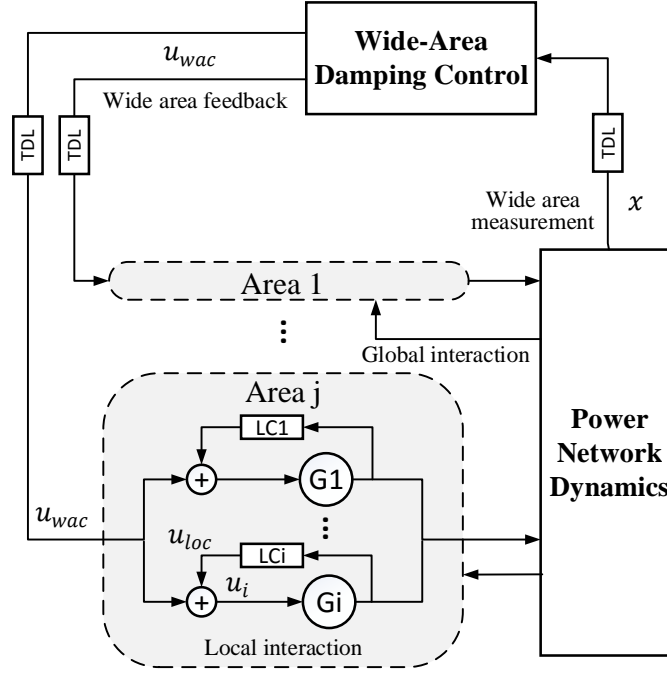 Wide-Area
Damping Control
u_wac
Wide area feedback
TDL
TDL
TDL
Wide area
measurement
x
Area 1
Global interaction
Area j
LC1
+
G1
u_wac
u_loc
LCi
u_i
+
Gi
Local interaction
Power
Network
Dynamics